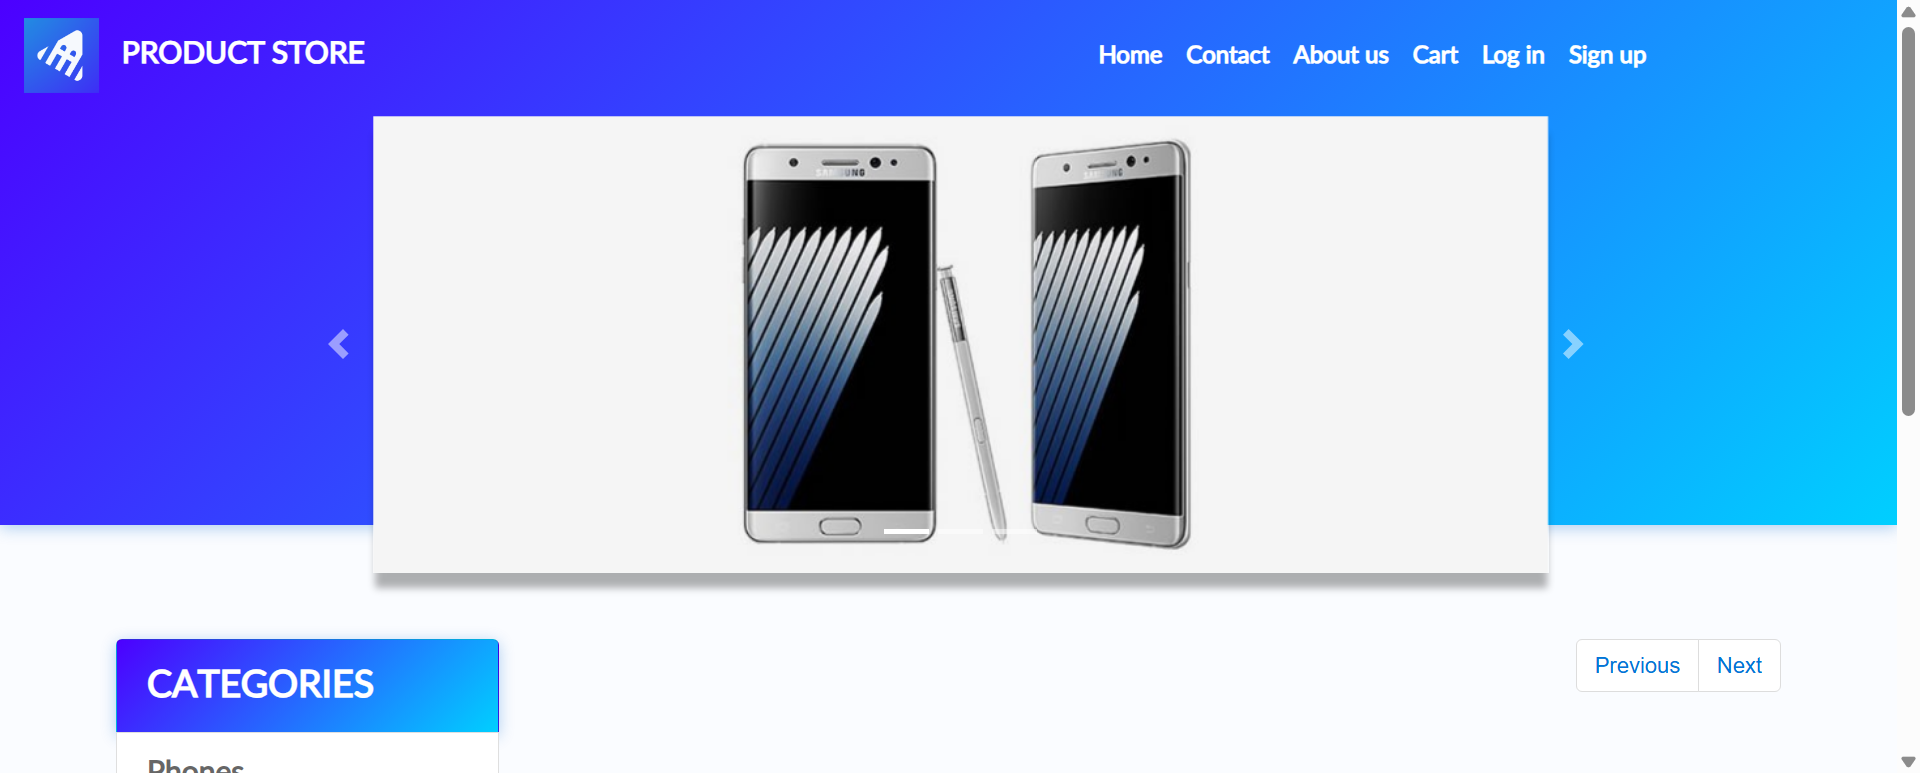 PRODUCT STORE
Home Contact About us Cart Log in Sign up
SAMSUNG SAMSUNG
CATEGORIES
Previous Next
Phones